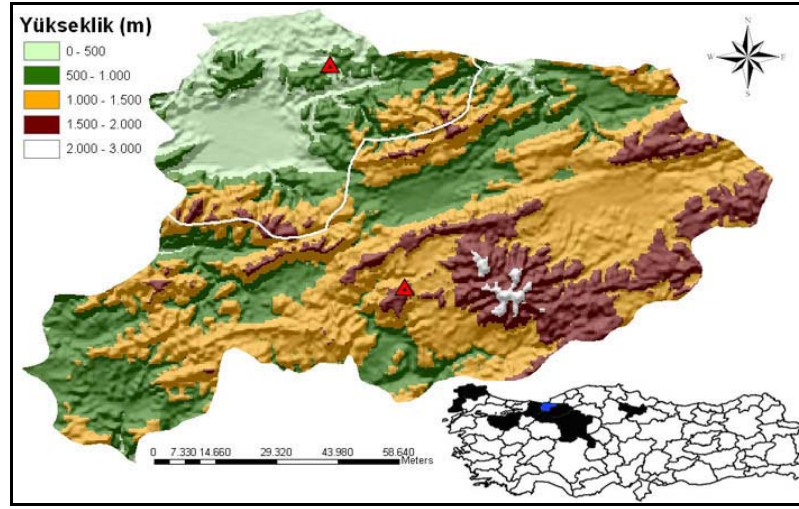 Yükseklik (m)
0 - 500
500 - 1.000
1.000 - 1.500
1.500 - 2.000
2.000 - 3.000
N
W E
S
0 7.330 14.660 29.320 43.980 58.640
Meters